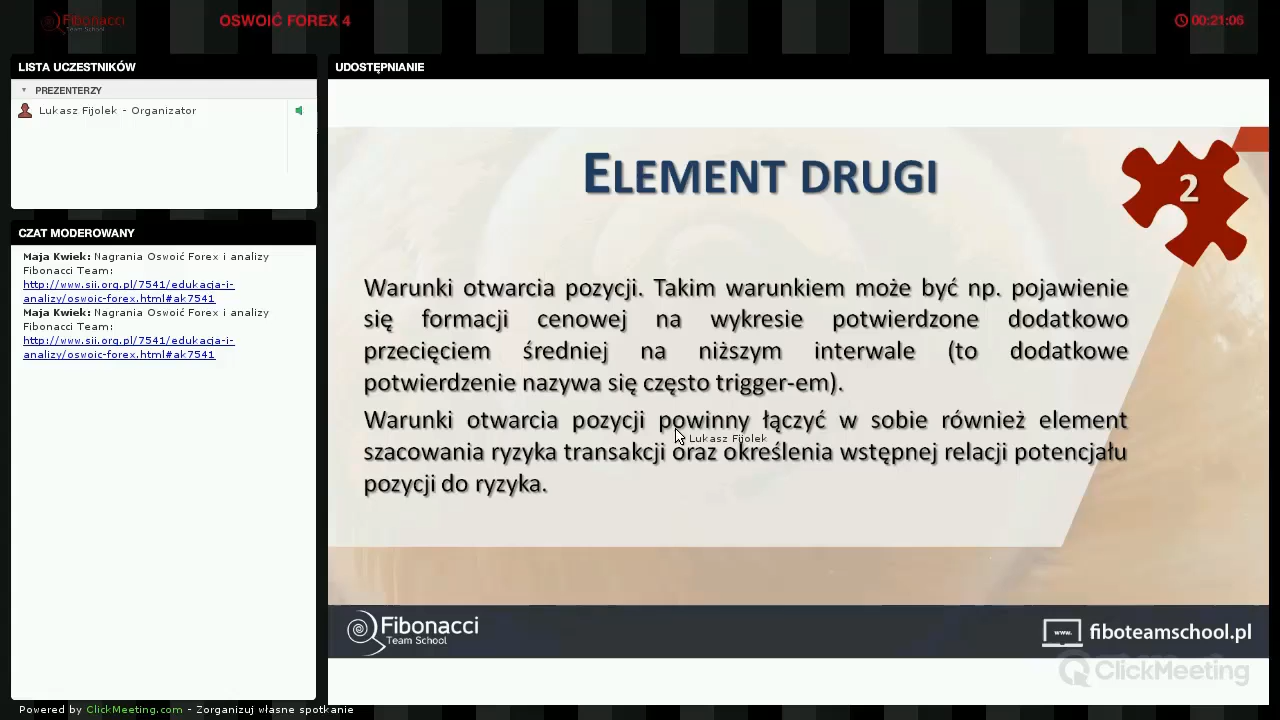 Fibonacci
Team School
OSWOIĆ FOREX 4
00:21:06
LISTA UCZESTNIKÓW
PREZENTERZY
Lukasz Fijolek - Organizator
CZAT MODEROWANY
Maja Kwiek: Nagrania Oswoić Forex i analizy
Fibonacci Team:
http://www.sii.org.pl/7541/edukacja-i-
analizy/oswoic-forex.html#ak7541
Maja Kwiek: Nagrania Oswoić Forex i analizy
Fibonacci Team:
http://www.sii.org.pl/7541/edukacja-i-
analizy/oswoic-forex.html#ak7541
UDOSTĘPNIANIE
ELEMENT DRUGI
2
Warunki otwarcia pozycji. Takim warunkiem może być np. pojawienie
się formacji cenowej na wykresie potwierdzone dodatkowo
przecięciem średniej na niższym interwale (to dodatkowe
potwierdzenie nazywa się często trigger-em).
Warunki otwarcia pozycji powinny łączyć w sobie również element
Lukasz Fijolek
szacowania ryzyka transakcji oraz określenia wstępnej relacji potencjału
pozycji do ryzyka.
Fibonacci
Team School
www.
fiboteamschool.pl
ClickMeeting
Powered by ClickMeeting.com - Zorganizuj własne spotkanie